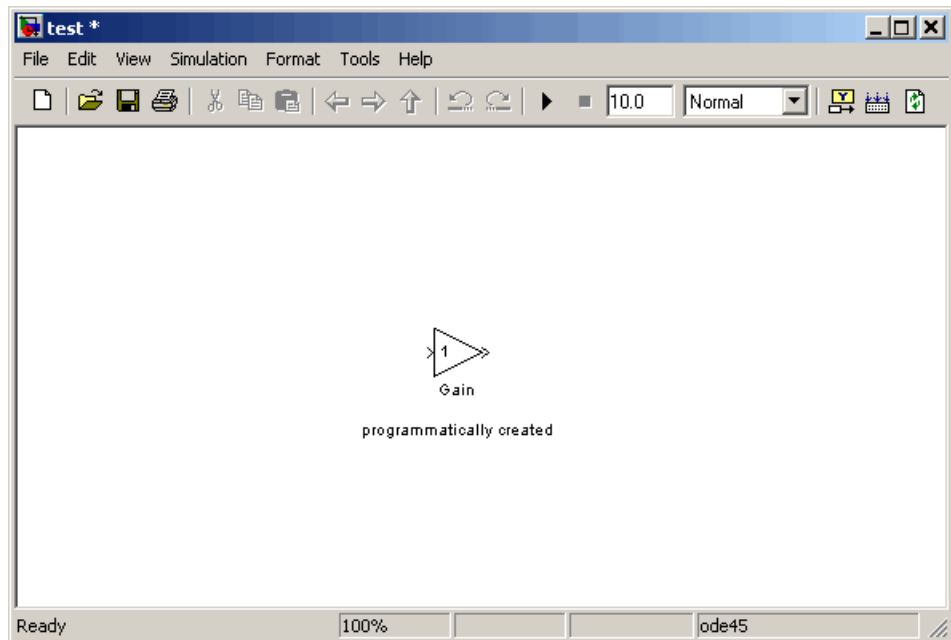 test *
File Edit View Simulation Format Tools Help
10.0 Normal
1
Gain
programmatically created
Ready 100% ode45